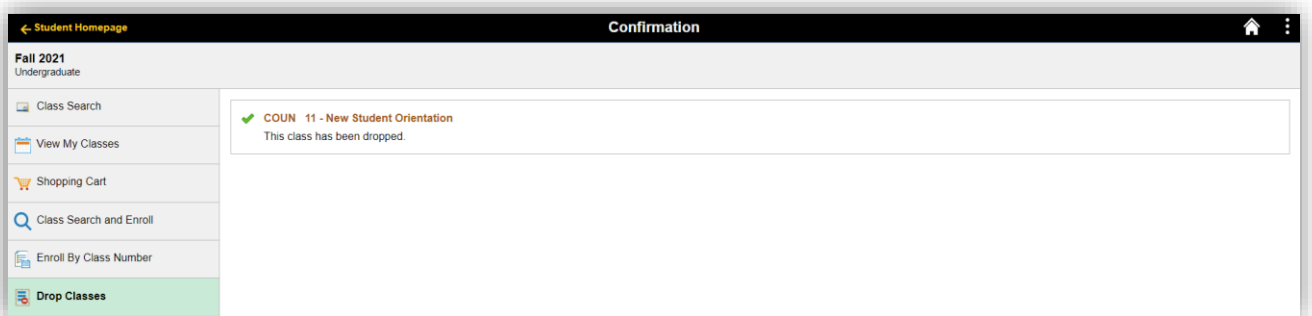 Student Homepage
Confirmation
Fall 2021
Undergraduate
Class Search
View My Classes
Shopping Cart
Class Search and Enroll
Enroll By Class Number
Drop Classes
COUN 11 - New Student Orientation
This class has been dropped.